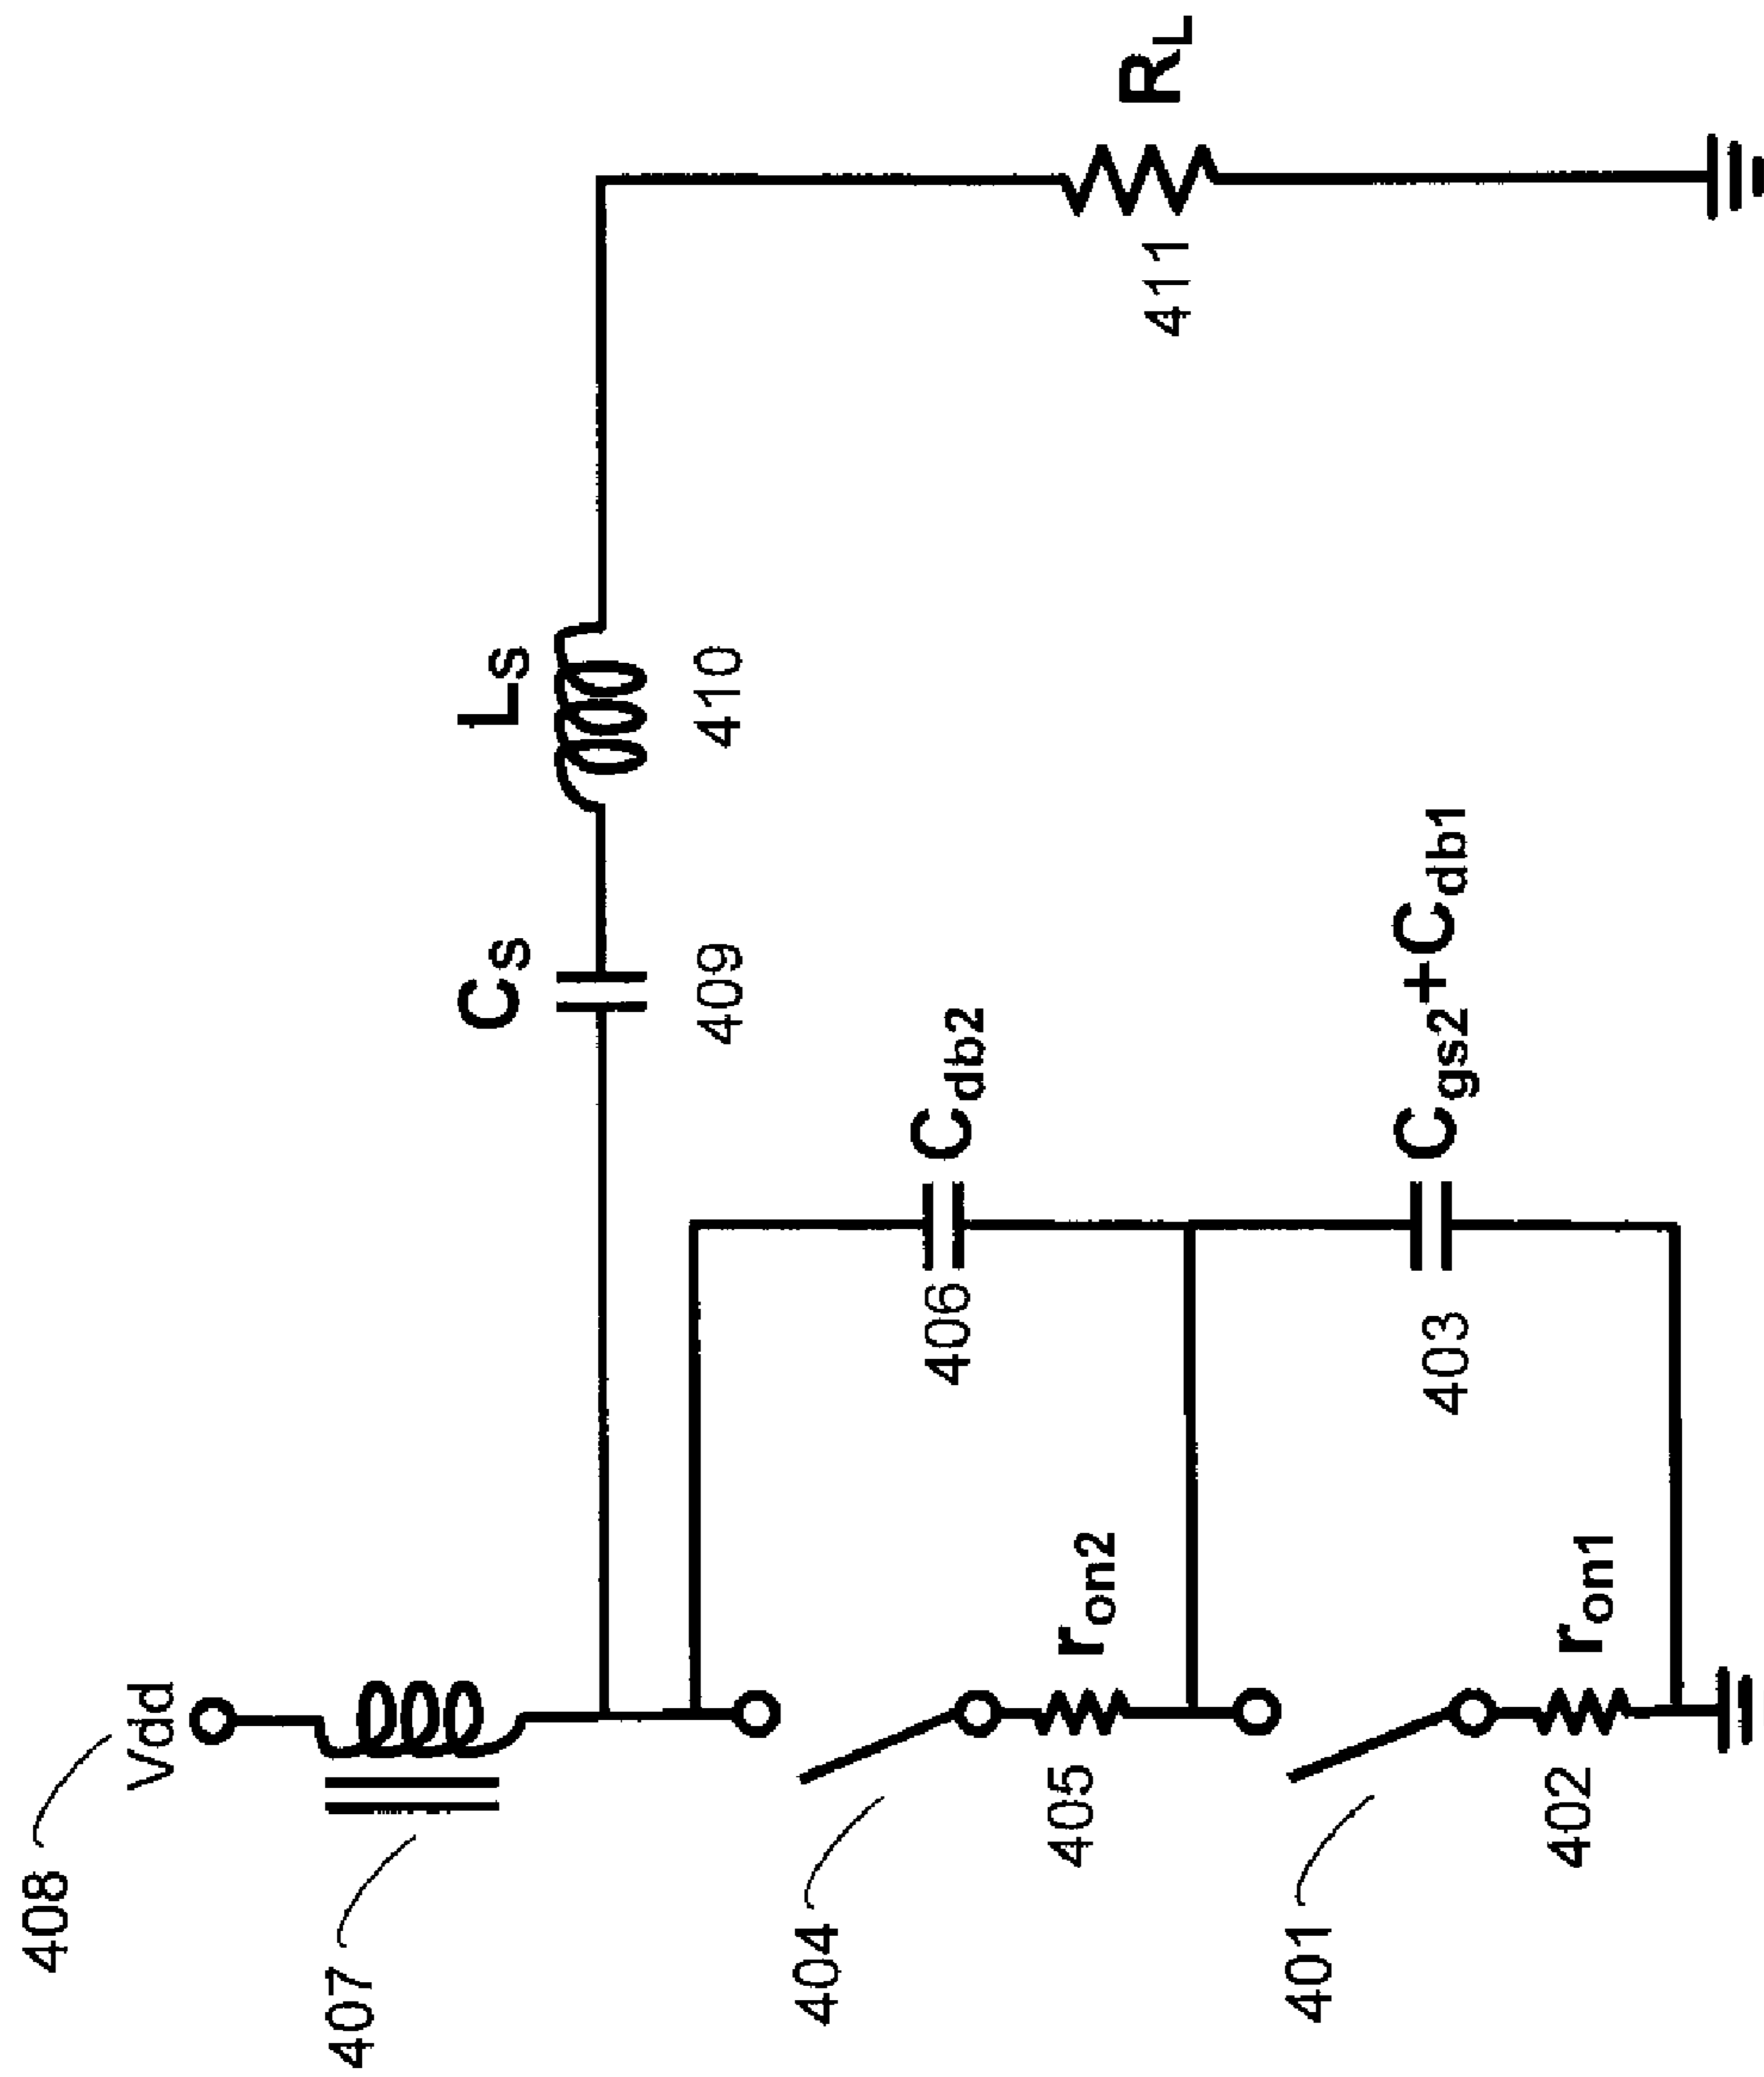 408
Vdd
407
C_S
409
L_S
410
404
405
r_on2
406
C_db2
401
402
r_on1
403
C_gs2+C_db1
411
R_L